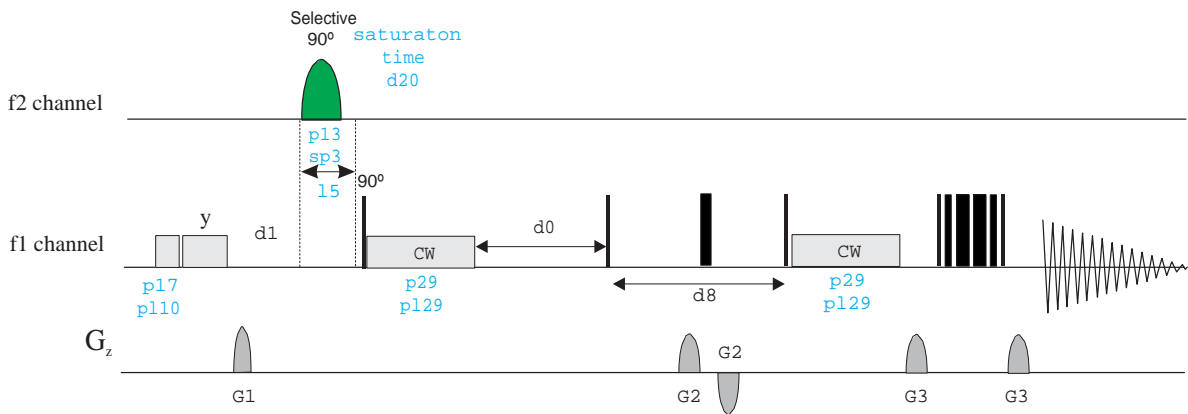 Selective
90º
saturaton
time
d20
f2 channel
p13
sp3
l5
90º
y
d1
d0
f1 channel
CW
CW
p17
pl10
p29
pl29
d8
p29
pl29
Gz
G2
G1
G2
G3
G3